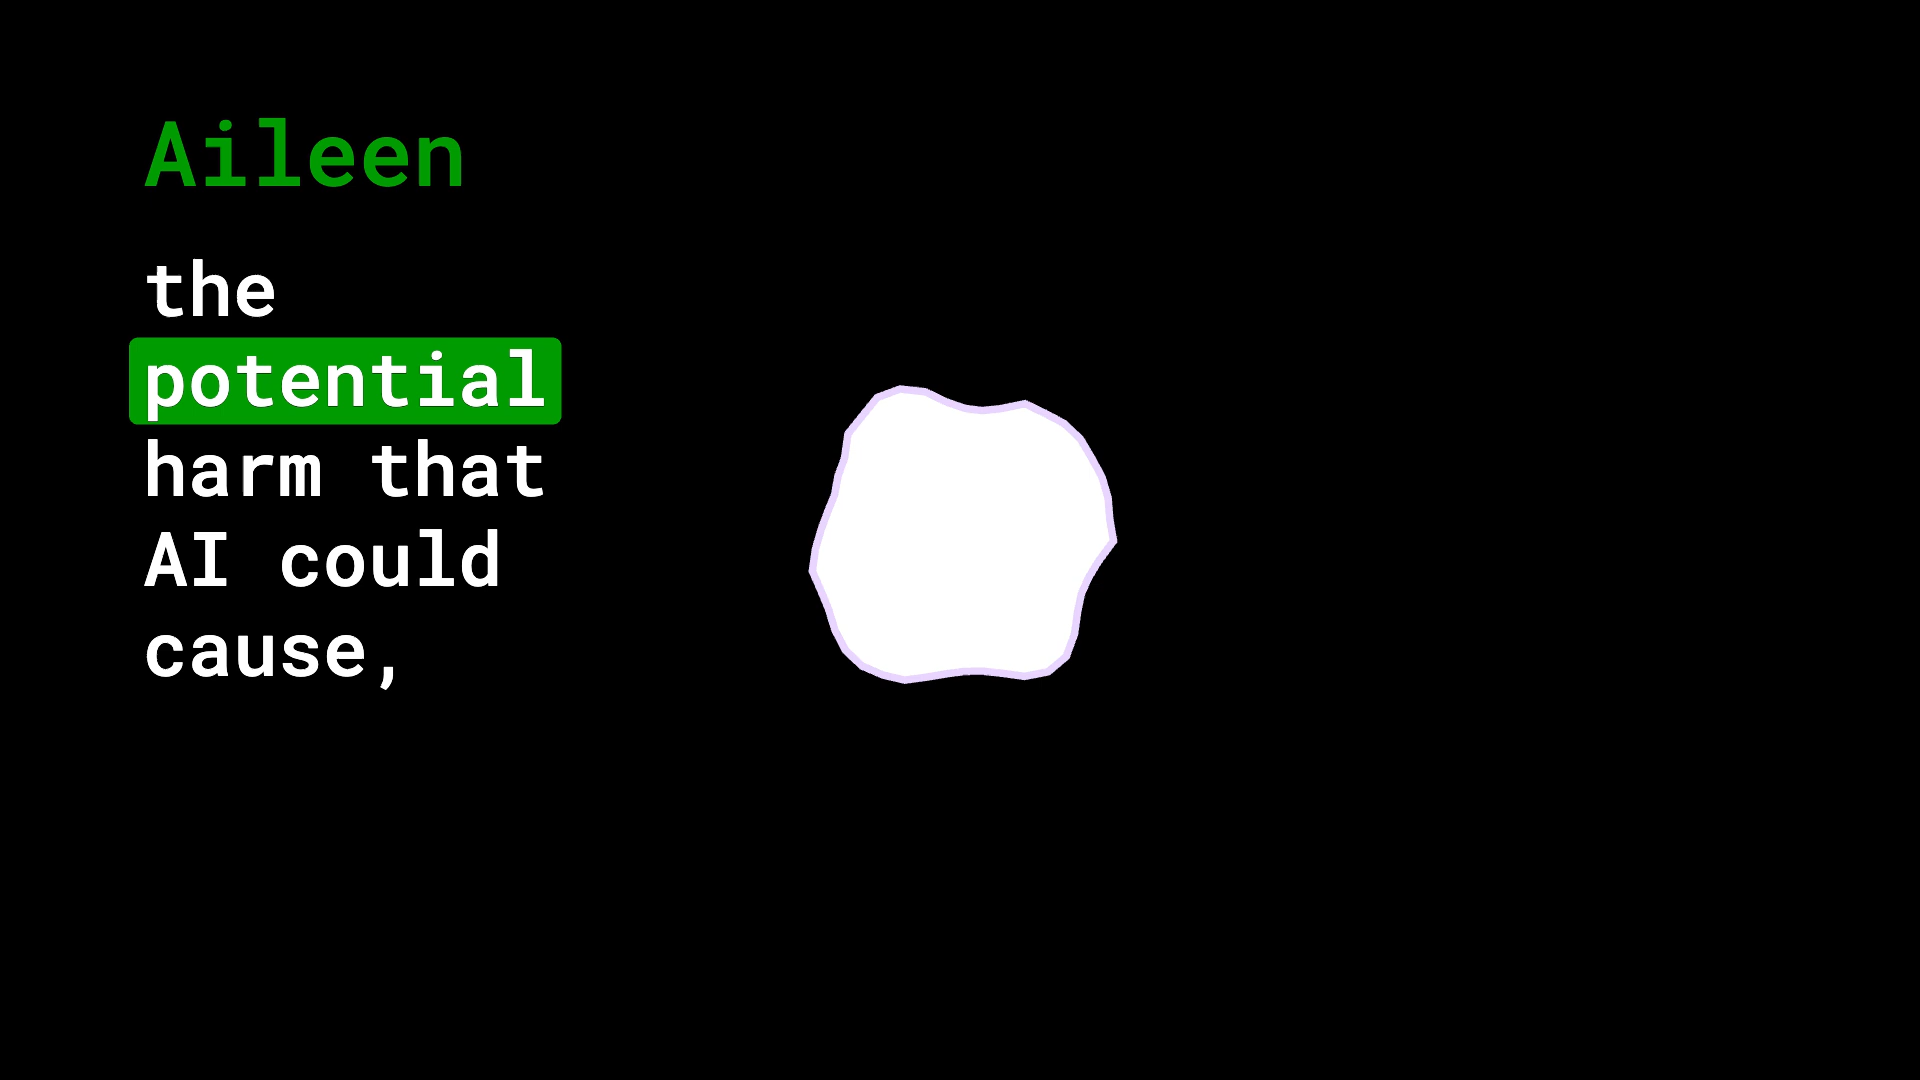 Aileen
the
potential
harm that
AI could
cause,